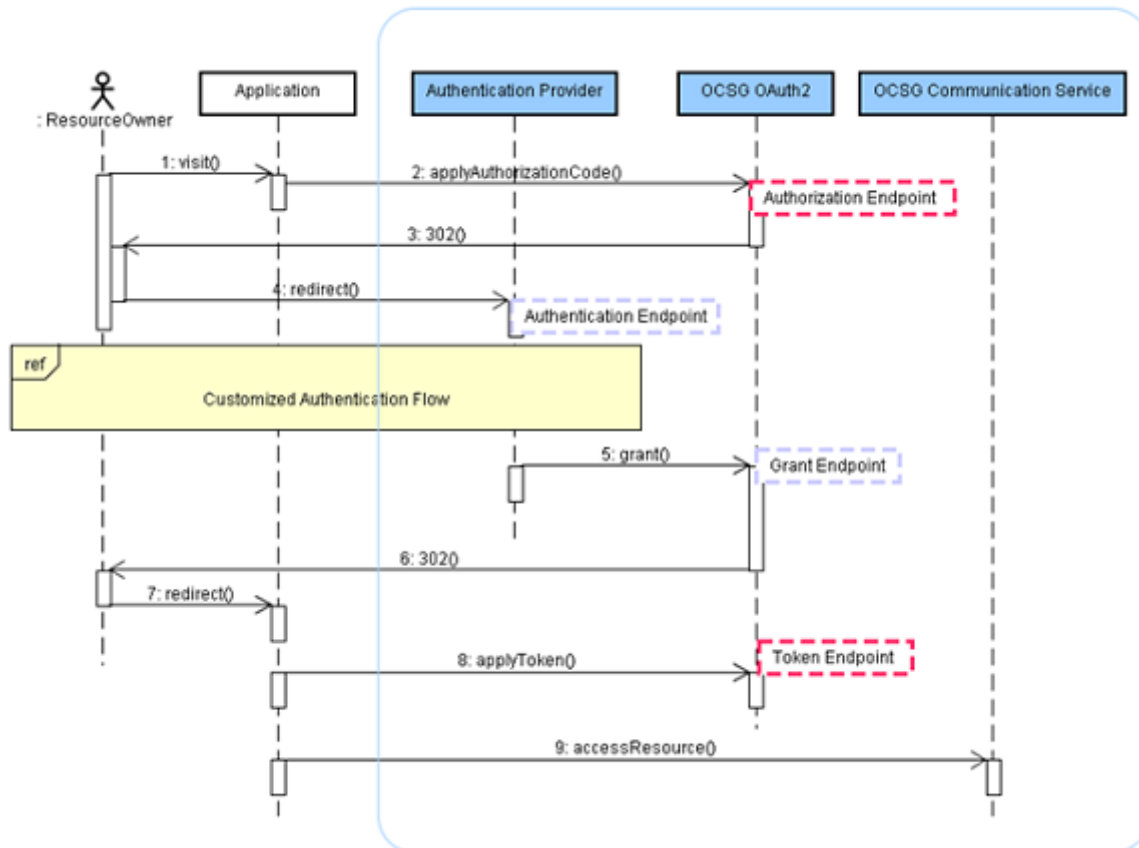 Application
Authentication Provider
OCSG OAuth2
OCSG Communication Service
: ResourceOwner
1: visit()
2: applyAuthorizationCode()
Authorization Endpoint
3: 302()
4: redirect()
Authentication Endpoint
ref
Customized Authentication Flow
5: grant()
Grant Endpoint
6: 302()
7: redirect()
8: applyToken()
Token Endpoint
9: accessResource()